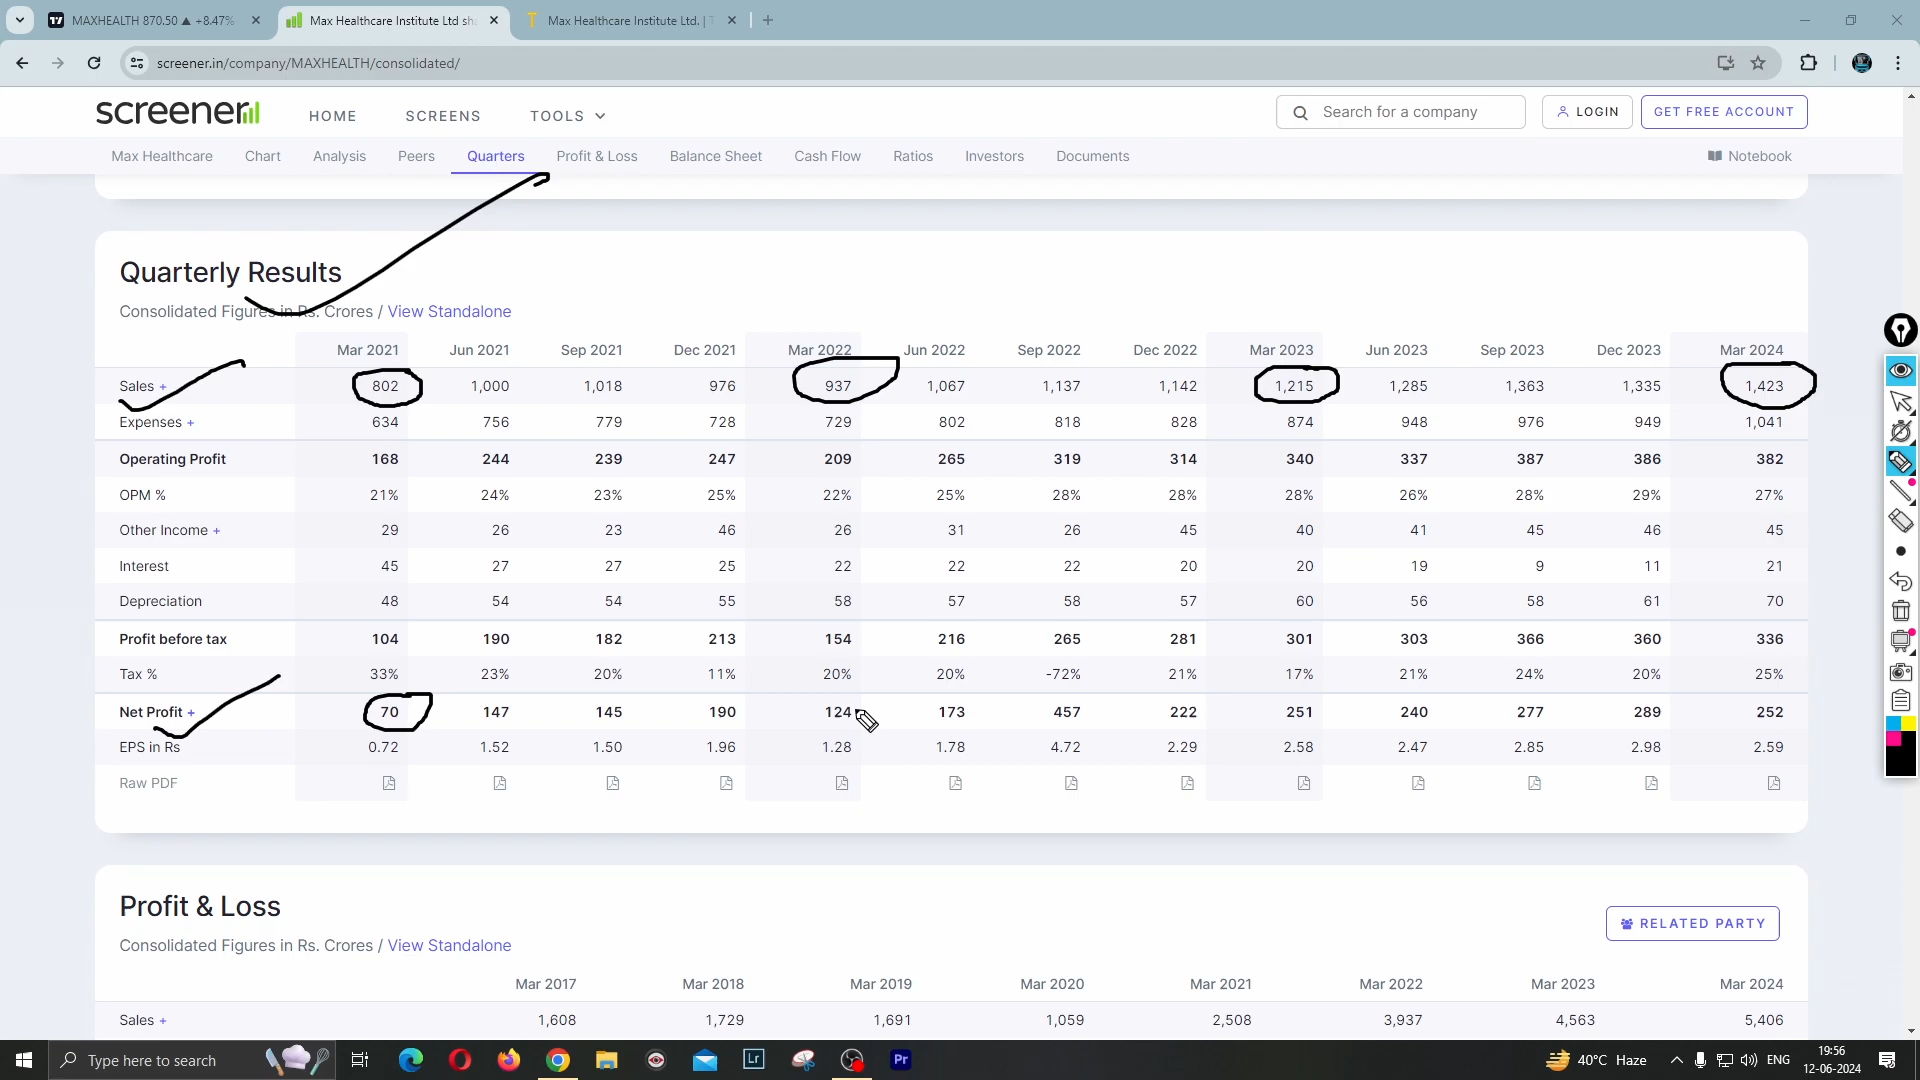 MAXHEALTH 870.50 ▲ +8.47%
Max Healthcare Institute Ltd sh
Max Healthcare Institute Ltd. | T
screener.in/company/MAXHEALTH/consolidated/
screener
HOME SCREENS TOOLS
Search for a company
LOGIN
GET FREE ACCOUNT
Max Healthcare Chart Analysis Peers Quarters Profit & Loss Balance Sheet Cash Flow Ratios Investors Documents Notebook
Quarterly Results
Consolidated Figures in Rs. Crores / View Standalone
Mar 2021 Jun 2021 Sep 2021 Dec 2021 Mar 2022 Jun 2022 Sep 2022 Dec 2022 Mar 2023 Jun 2023 Sep 2023 Dec 2023 Mar 2024
Sales + 802 1,000 1,018 976 937 1,067 1,137 1,142 1,215 1,285 1,363 1,335 1,423
Expenses + 634 756 779 728 729 802 818 828 874 948 976 949 1,041
Operating Profit 168 244 239 247 209 265 319 314 340 337 387 386 382
OPM % 21% 24% 23% 25% 22% 25% 28% 28% 28% 26% 28% 29% 27%
Other Income + 29 26 23 46 26 31 26 45 40 41 45 46 45
Interest 45 27 27 25 22 22 22 20 20 19 9 11 21
Depreciation 48 54 54 55 58 57 58 57 60 56 58 61 70
Profit before tax 104 190 182 213 154 216 265 281 301 303 366 360 336
Tax % 33% 23% 20% 11% 20% 20% -72% 21% 17% 21% 24% 20% 25%
Net Profit + 70 147 145 190 124 173 457 222 251 240 277 289 252
EPS in Rs 0.72 1.52 1.50 1.96 1.28 1.78 4.72 2.29 2.58 2.47 2.85 2.98 2.59
Raw PDF
Profit & Loss
Consolidated Figures in Rs. Crores / View Standalone
RELATED PARTY
Mar 2017 Mar 2018 Mar 2019 Mar 2020 Mar 2021 Mar 2022 Mar 2023 Mar 2024
Sales + 1,608 1,729 1,691 1,059 2,508 3,937 4,563 5,406
Type here to search
Lr
Pr
40°C Haze
ENG
19:56
12-06-2024